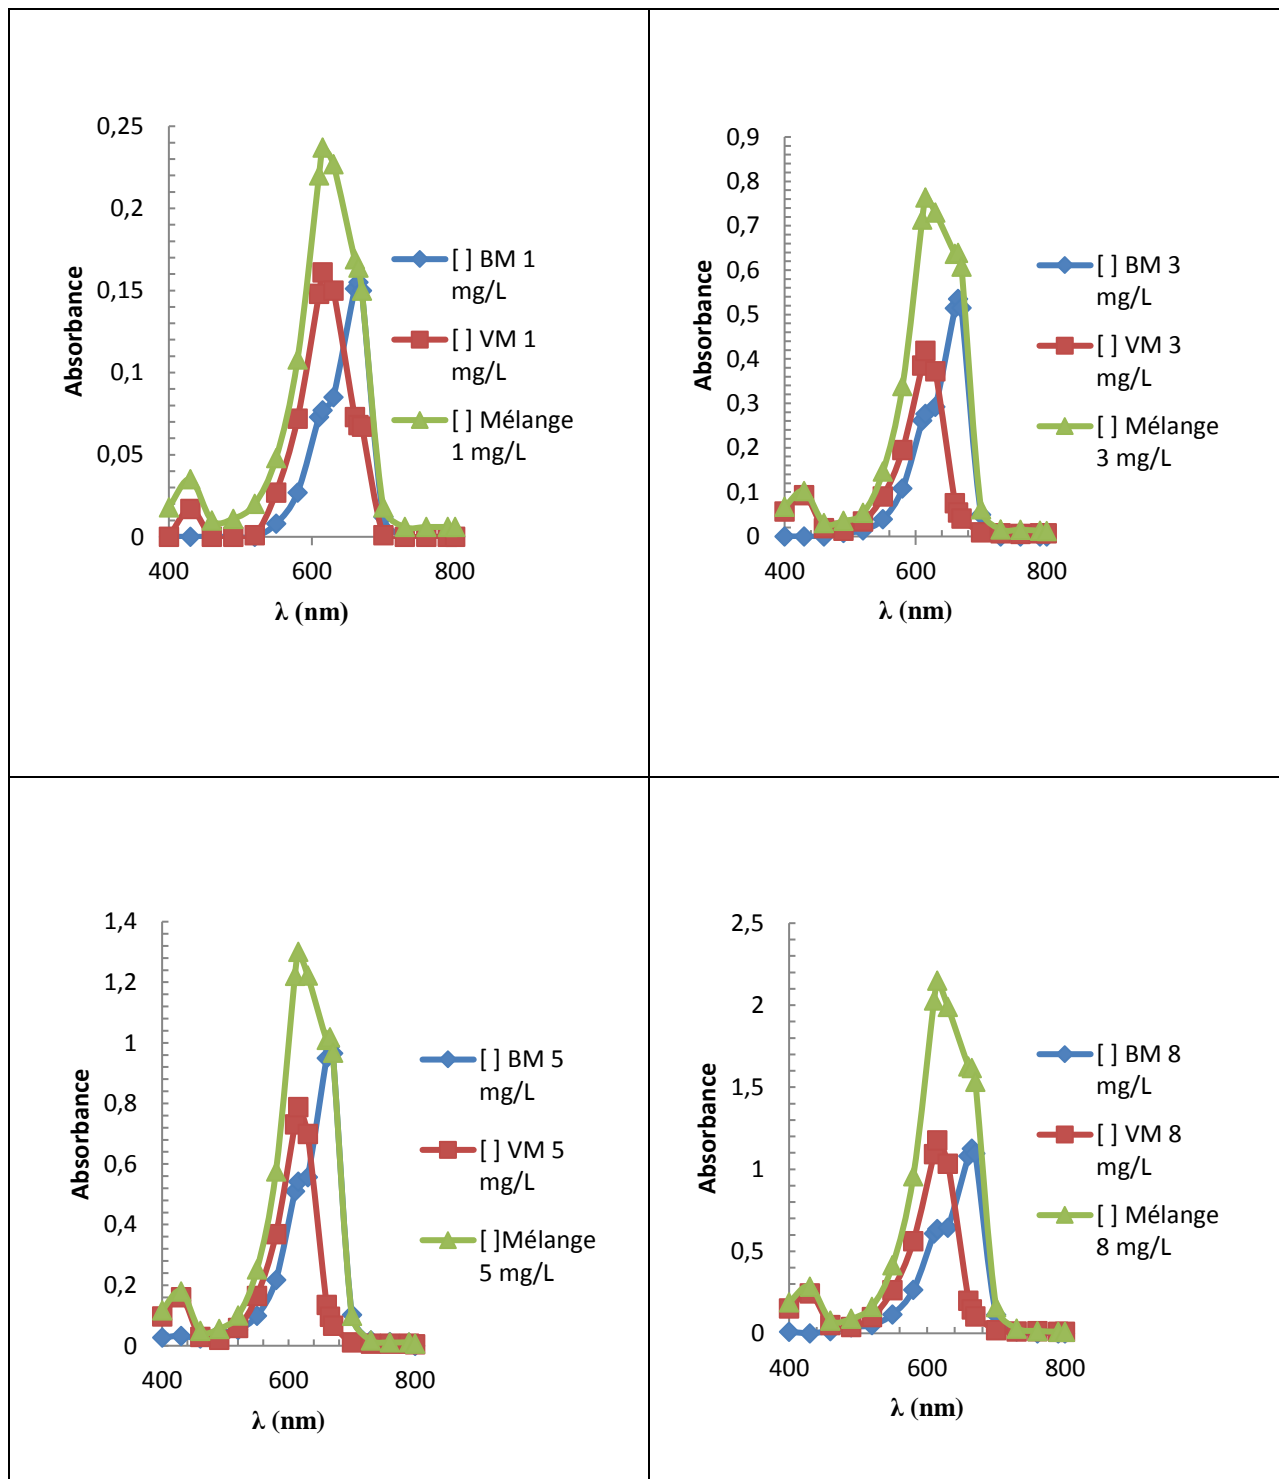 0,25
0,2
0,15
0,1
0,05
0
400
600
800
Absorbance
λ (nm)
[ ] BM 1
mg/L
[ ] VM 1
mg/L
[ ] Mélange
1 mg/L
0,9
0,8
0,7
0,6
0,5
0,4
0,3
0,2
0,1
0
400
600
800
Absorbance
λ (nm)
[ ] BM 3
mg/L
[ ] VM 3
mg/L
[ ] Mélange
3 mg/L
1,4
1,2
1
0,8
0,6
0,4
0,2
0
400
600
800
Absorbance
λ (nm)
[ ] BM 5
mg/L
[ ] VM 5
mg/L
[ ]Mélange
5 mg/L
2,5
2
1,5
1
0,5
0
400
600
800
Absorbance
λ (nm)
[ ] BM 8
mg/L
[ ] VM 8
mg/L
[ ] Mélange
8 mg/L